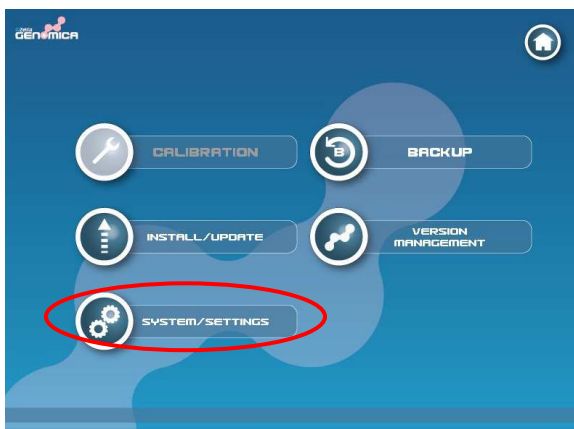 GENOMICA
CALIBRATION
BACKUP
B
INSTALL/UPDATE
VERSION
MANAGEMENT
SYSTEM/SETTINGS